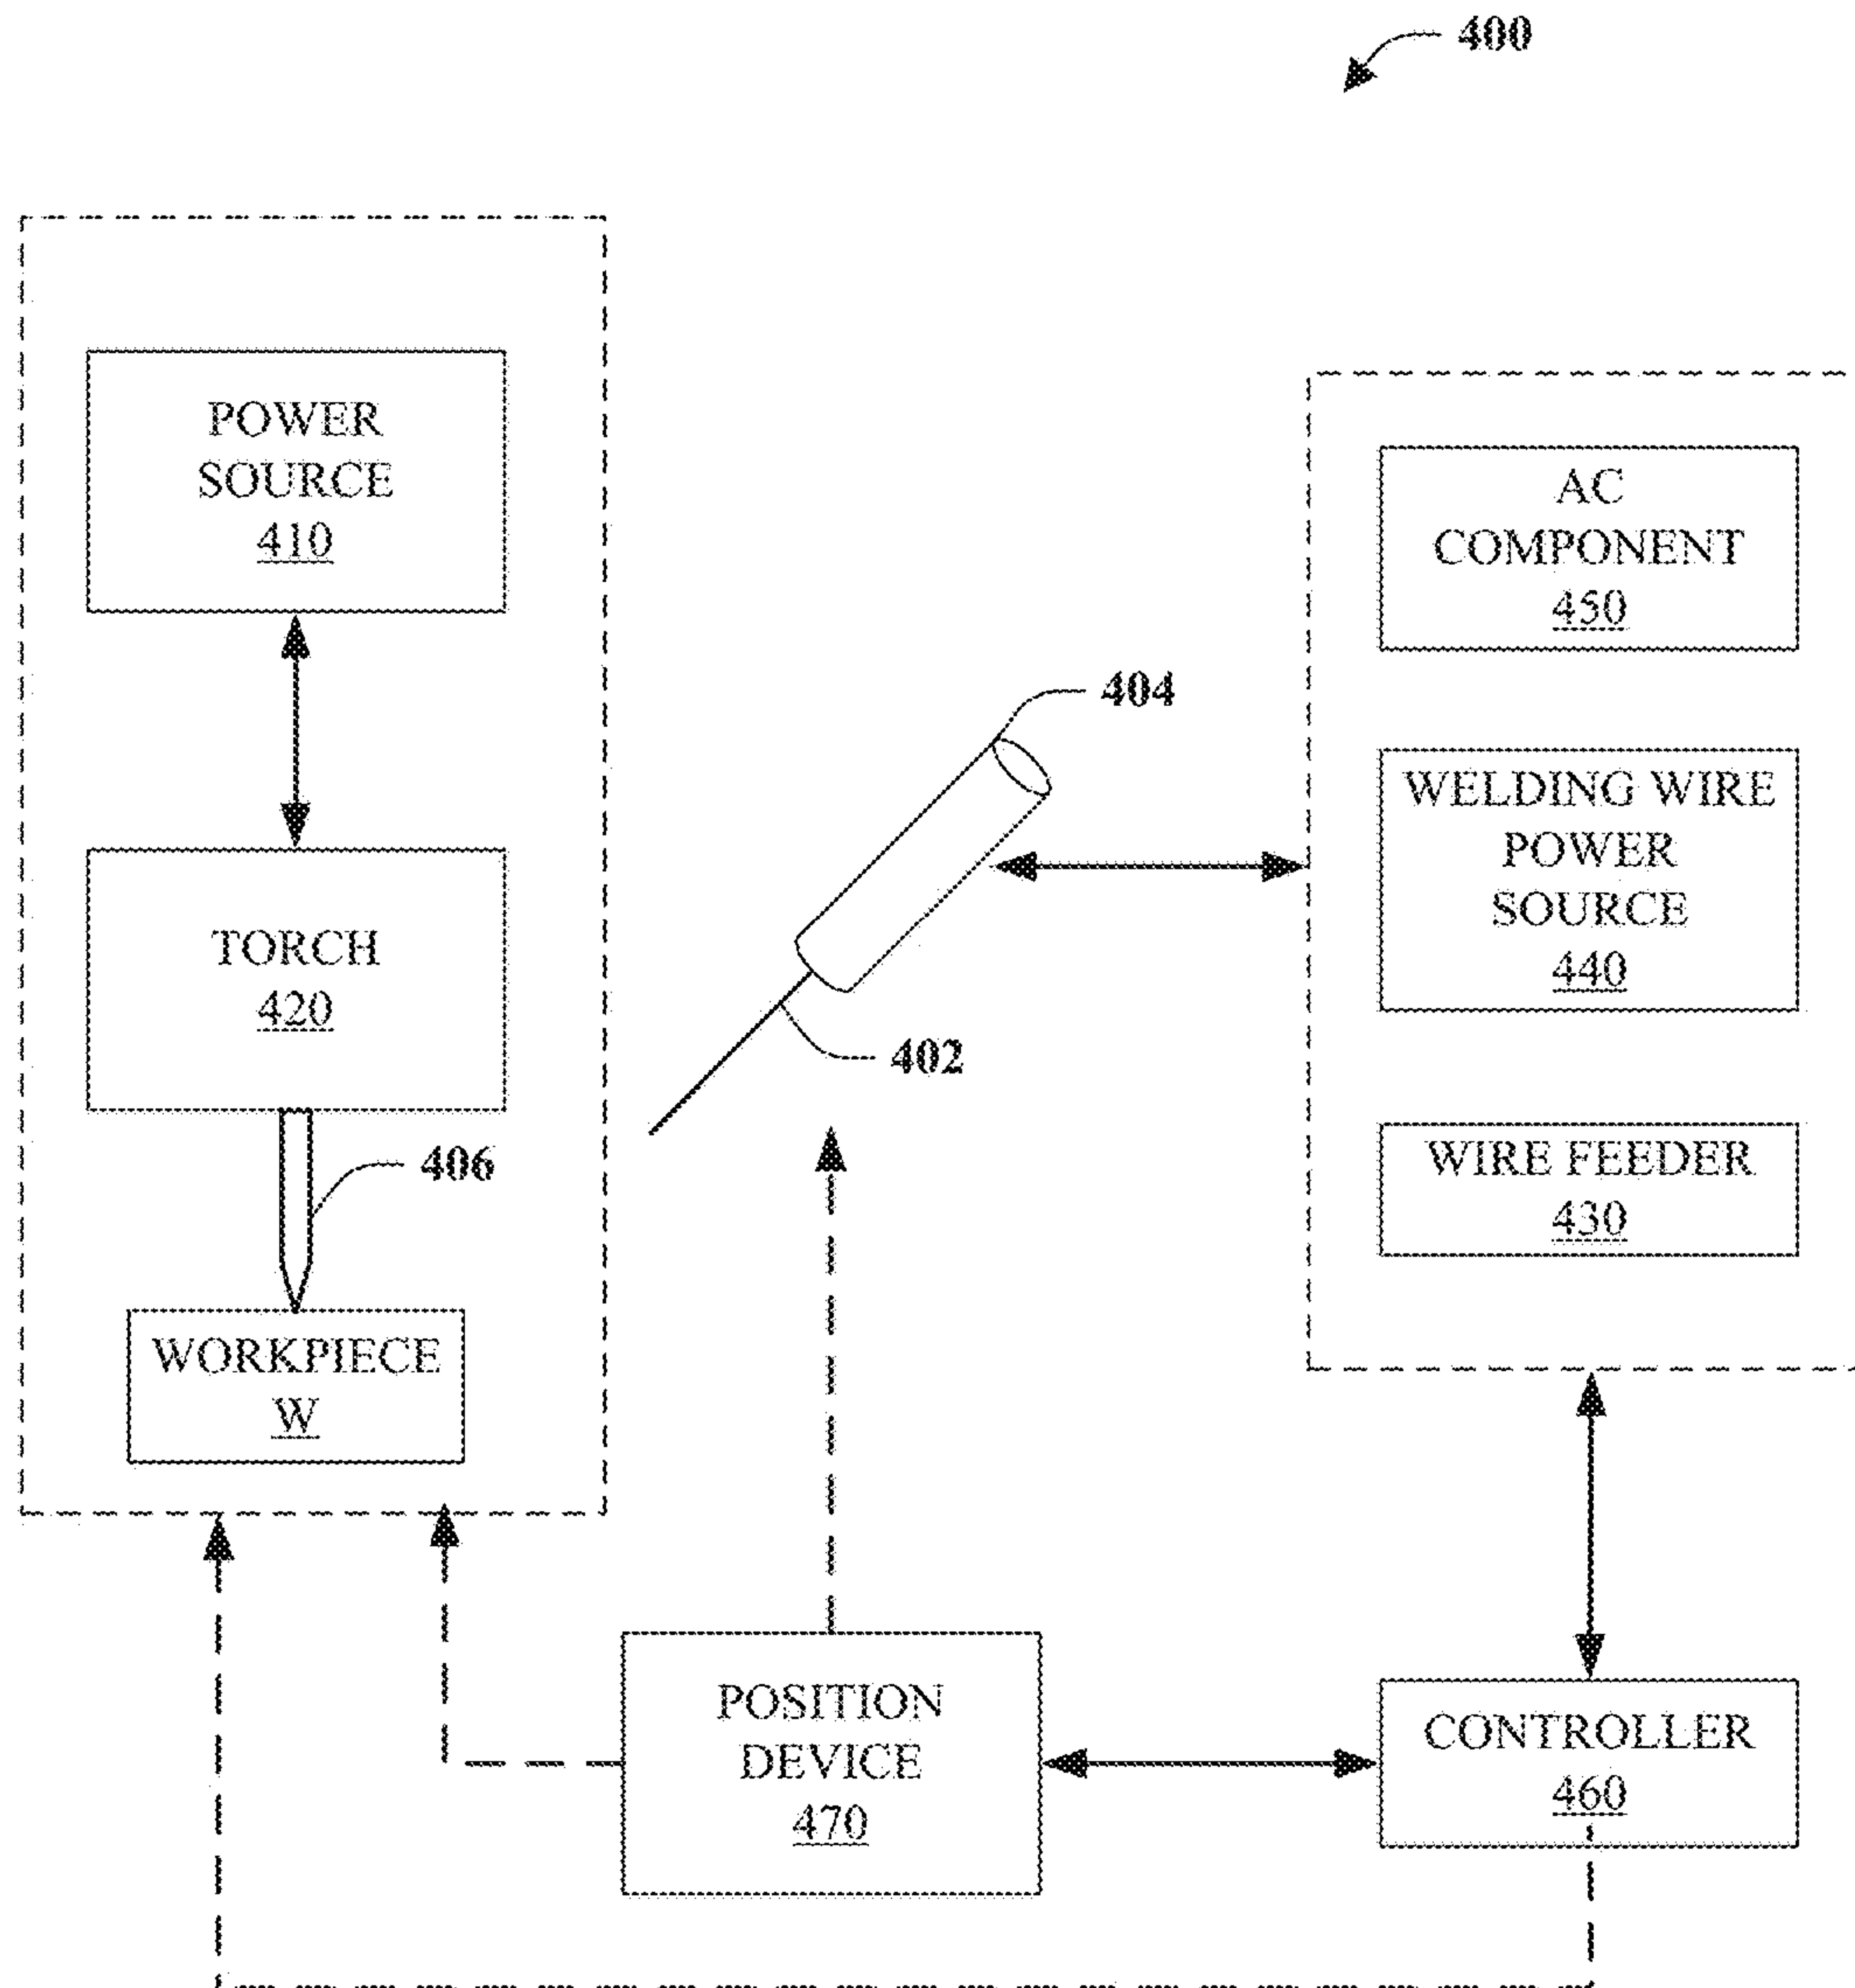 400
POWER
SOURCE
410
AC
COMPONENT
450
404
WELDING WIRE
POWER
SOURCE
440
TORCH
420
402
406
WIRE FEEDER
430
WORKPIECE
W
POSITION
DEVICE
470
CONTROLLER
460